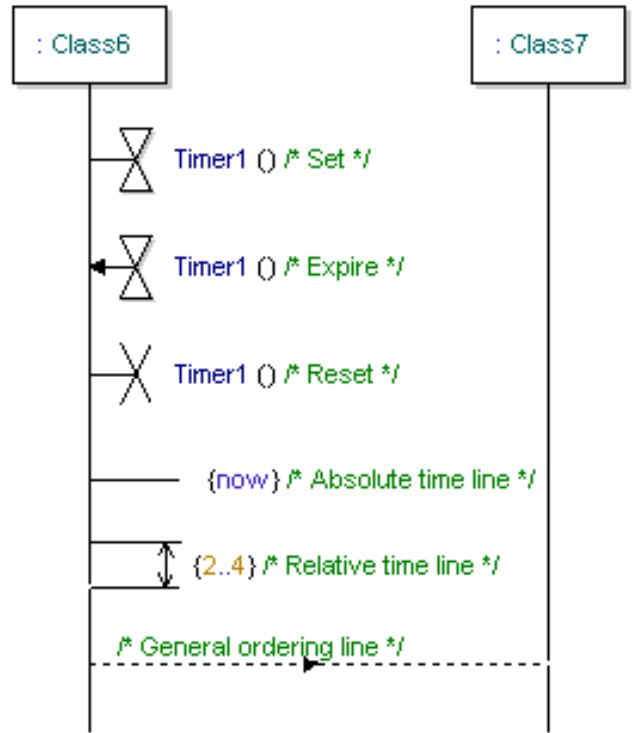 : Class6
: Class7
Timer1 () /* Set */
Timer1 () /* Expire */
Timer1 () /* Reset */
{now} /* Absolute time line */
{2..4} /* Relative time line */
/* General ordering line */